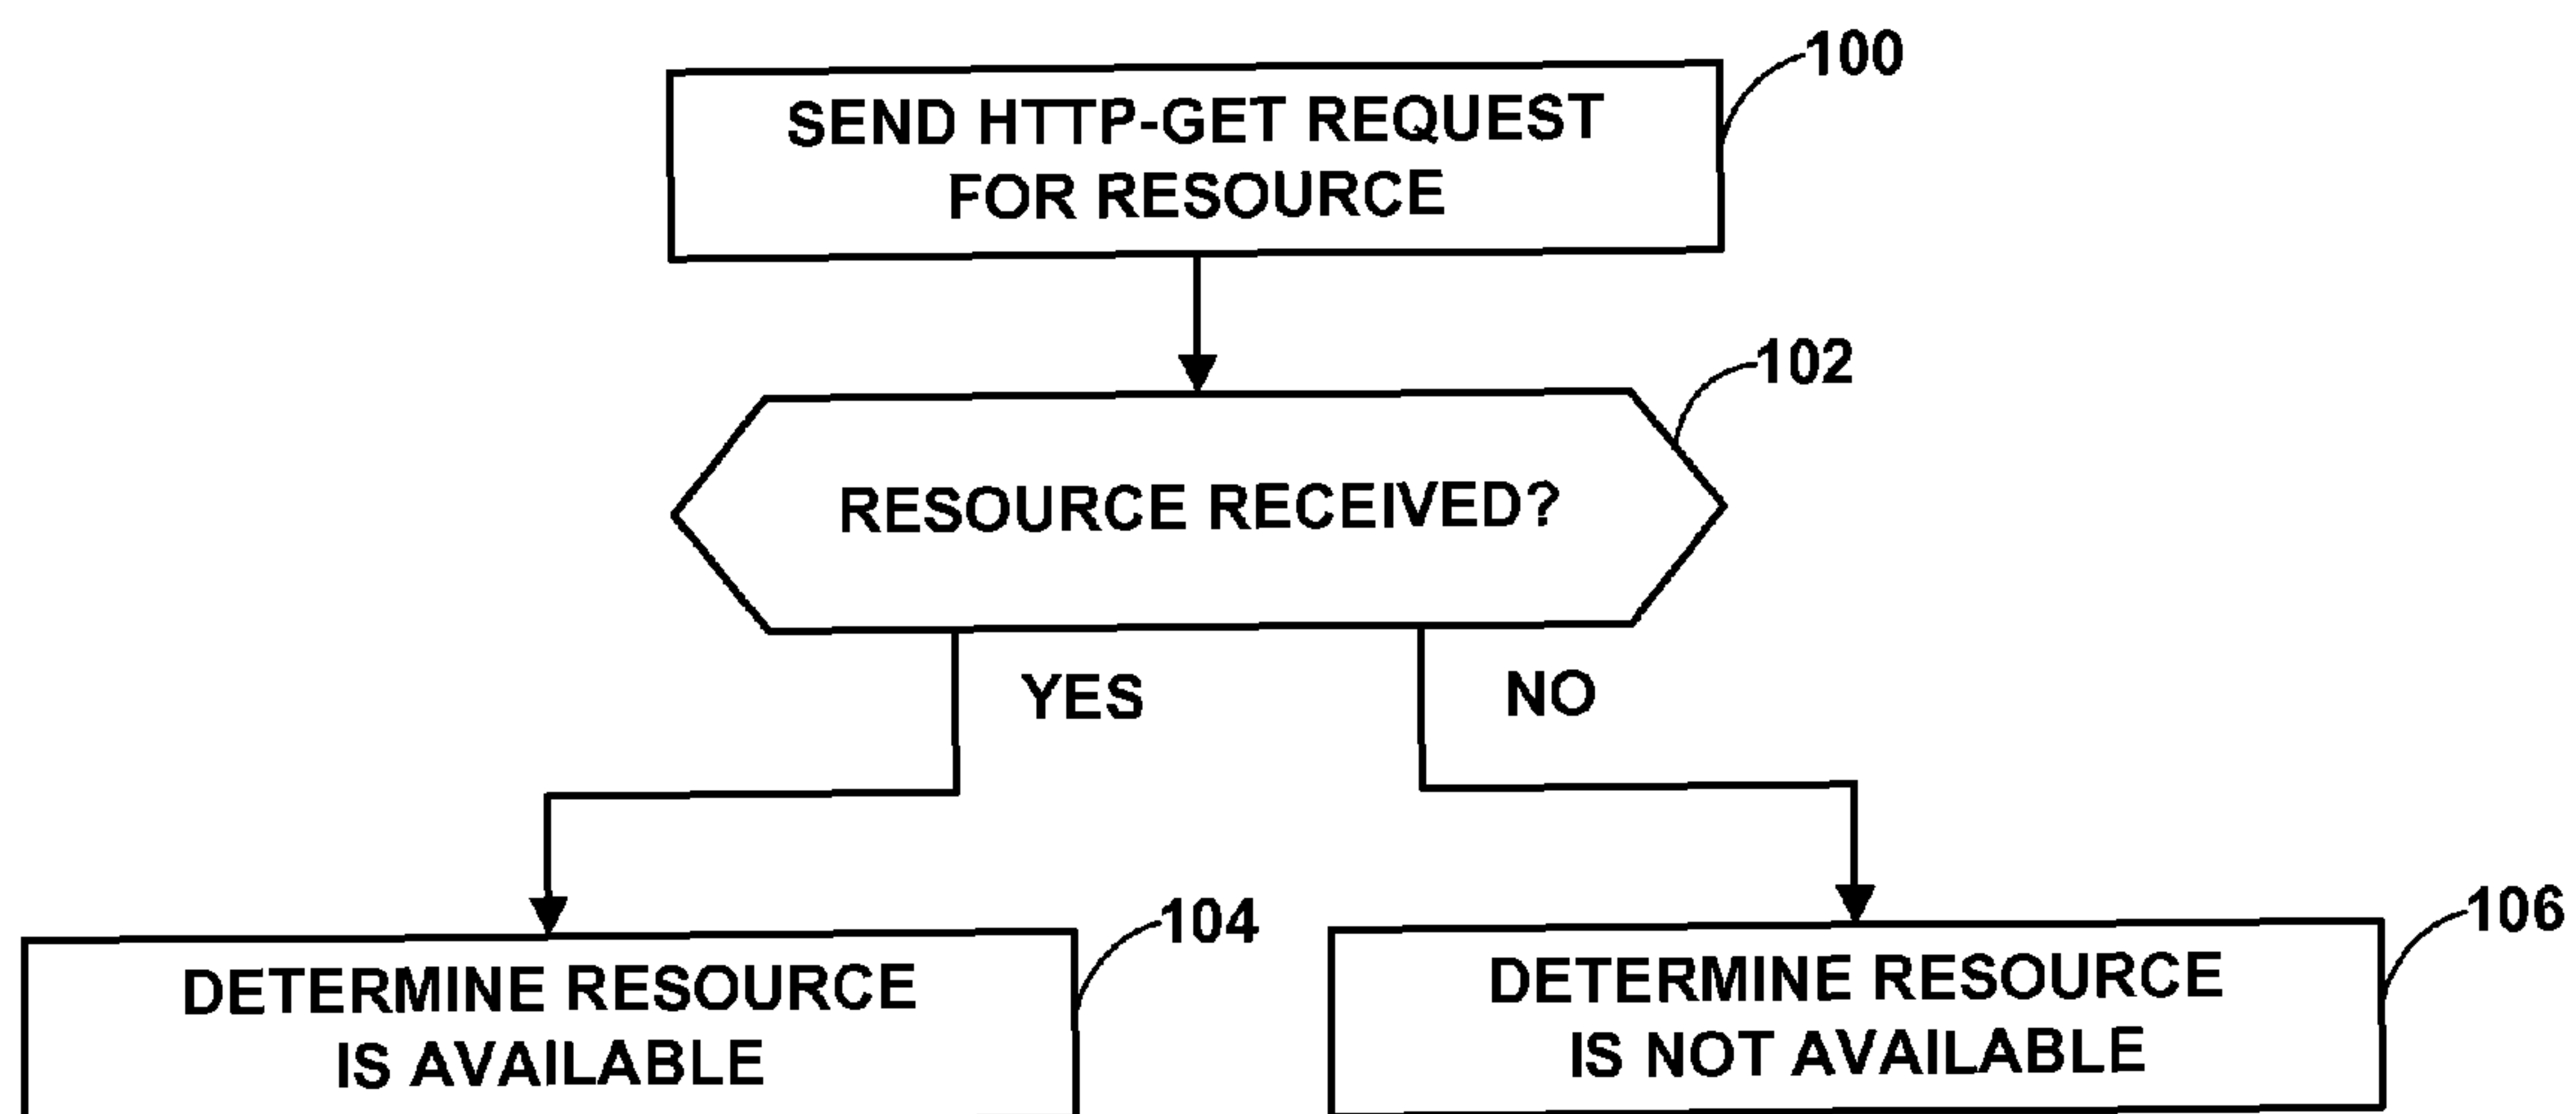 100
SEND HTTP-GET REQUEST
FOR RESOURCE
102
RESOURCE RECEIVED?
YES
NO
104
DETERMINE RESOURCE
IS AVAILABLE
106
DETERMINE RESOURCE
IS NOT AVAILABLE